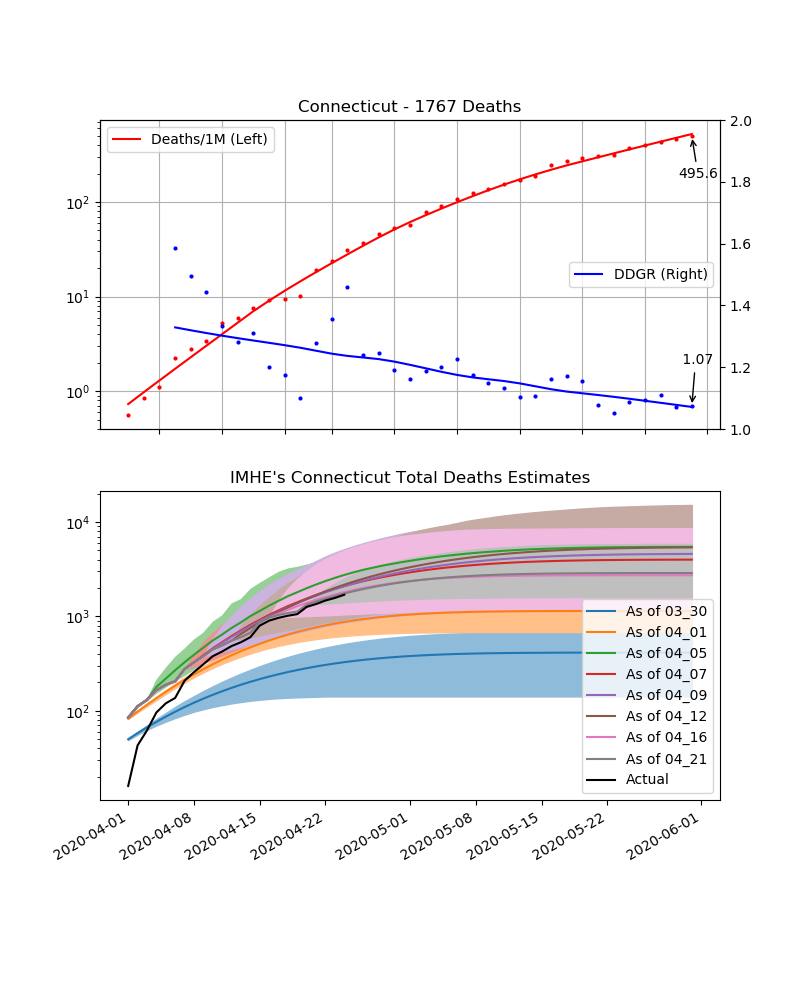 Connecticut - 1767 Deaths
Deaths/1M (Left)
DDGR (Right)
495.6
1.07
10²
10¹
10⁰
2.0
1.8
1.6
1.4
1.2
1.0
IMHE's Connecticut Total Deaths Estimates
10⁴
10³
10²
As of 03_30
As of 04_01
As of 04_05
As of 04_07
As of 04_09
As of 04_12
As of 04_16
As of 04_21
Actual
2020-04-01
2020-04-08
2020-04-15
2020-04-22
2020-05-01
2020-05-08
2020-05-15
2020-05-22
2020-06-01